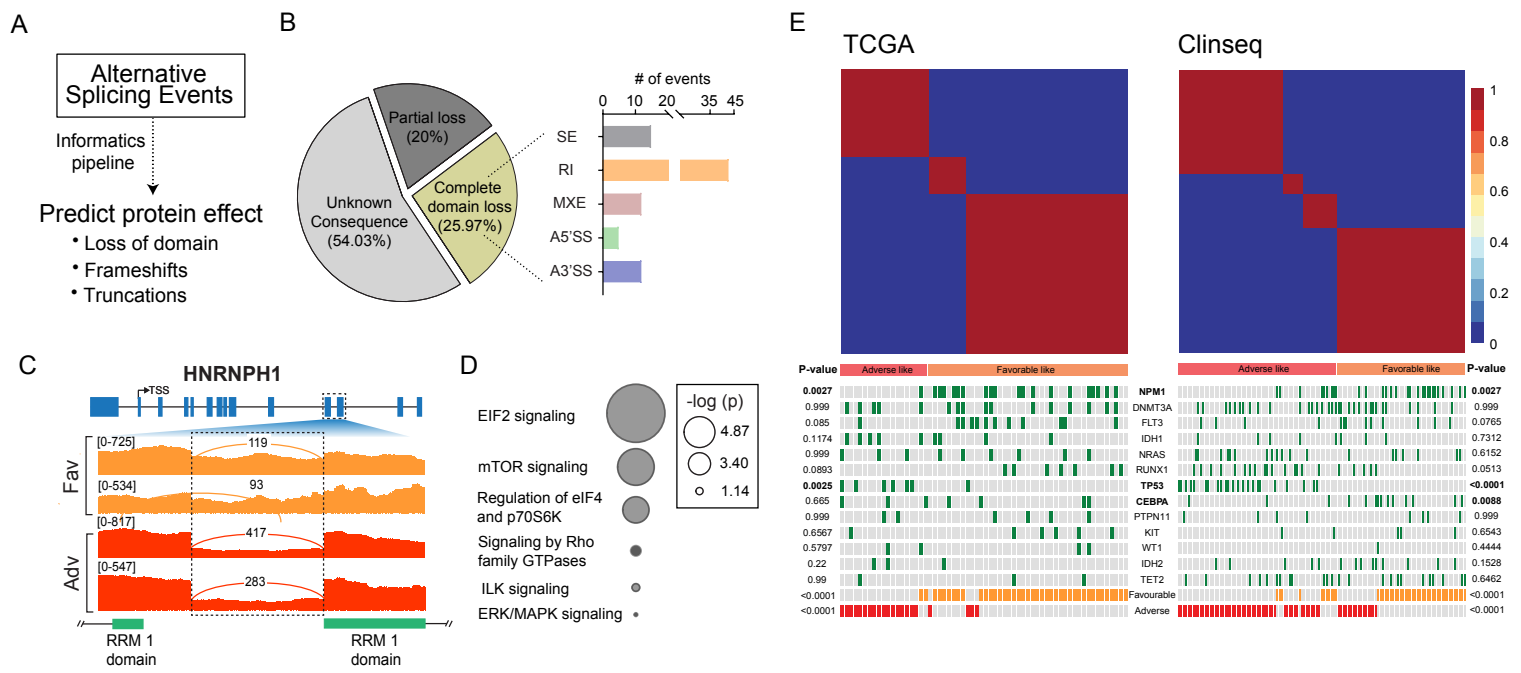 A
Alternative
Splicing Events
Informatics
pipeline
Predict protein effect
• Loss of domain
• Frameshifts
• Truncations
B
Partial loss
(20%)
Unknown
Consequence
(54.03%)
Complete
domain loss
(25.97%)
# of events
0 10 20 35 45
SE
RI
MXE
A5'SS
A3'SS
C
HNRNPH1
TSS
Fav
[0-725]
119
[0-534]
93
Adv
[0-817]
417
[0-547]
283
RRM 1
domain
RRM 1
domain
D
EIF2 signaling
mTOR signaling
Regulation of eIF4
and p70S6K
Signaling by Rho
family GTPases
ILK signaling
ERK/MAPK signaling
-log (p)
4.87
3.40
1.14
E
TCGA
Clinseq
1
0.8
0.6
0.4
0.2
0
P-value Adverse like Favorable like Adverse like Favorable like P-value
0.0027 NPM1 0.0027
0.999 DNMT3A 0.999
0.085 FLT3 0.0765
0.1174 IDH1 0.7312
0.999 NRAS 0.6152
0.0893 RUNX1 0.0513
0.0025 TP53 <0.0001
0.665 CEBPA 0.0088
0.999 PTPN11 0.999
0.6567 KIT 0.6543
0.5797 WT1 0.4444
0.22 IDH2 0.1528
0.99 TET2 0.6462
<0.0001 Favourable <0.0001
<0.0001 Adverse <0.0001